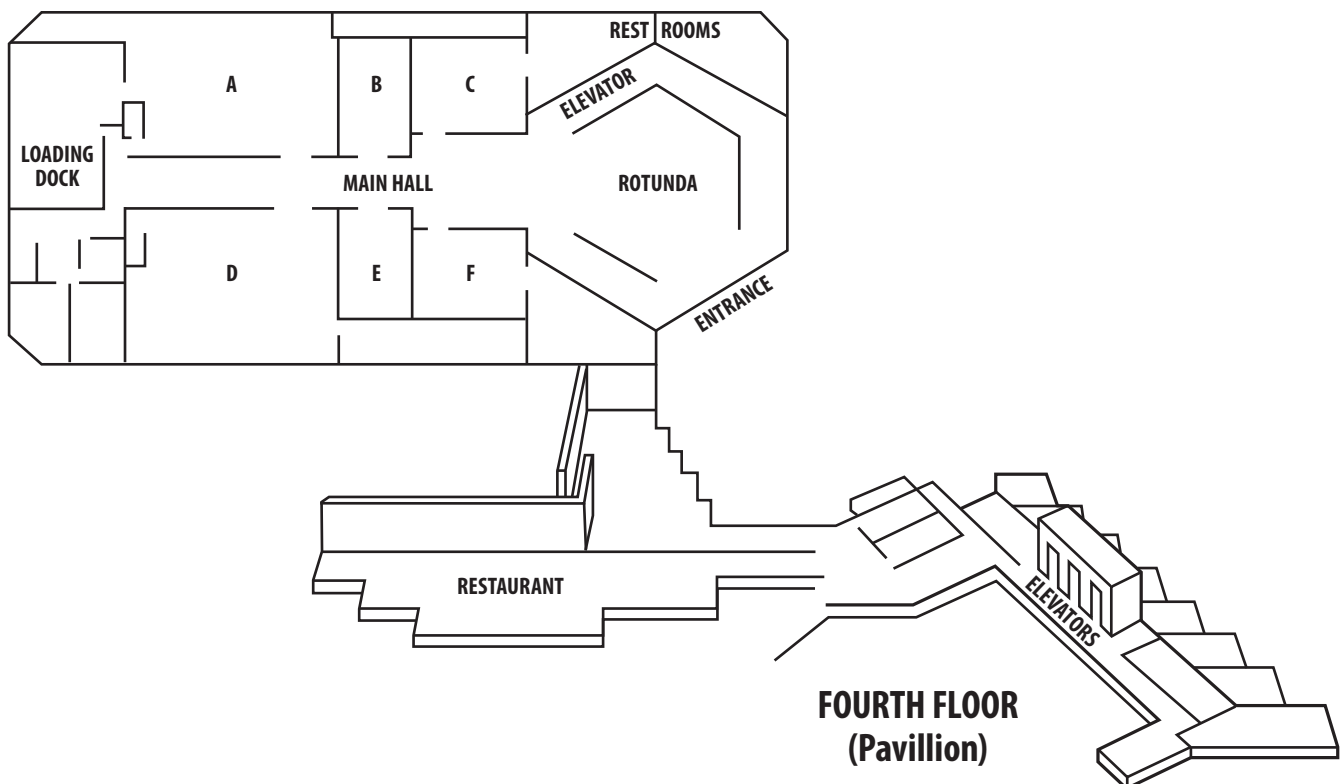 REST ROOMS
ELEVATOR
A
B
C
LOADING
DOCK
MAIN HALL
ROTUNDA
D
E
F
ENTRANCE
RESTAURANT
ELEVATORS
FOURTH FLOOR
(Pavillion)